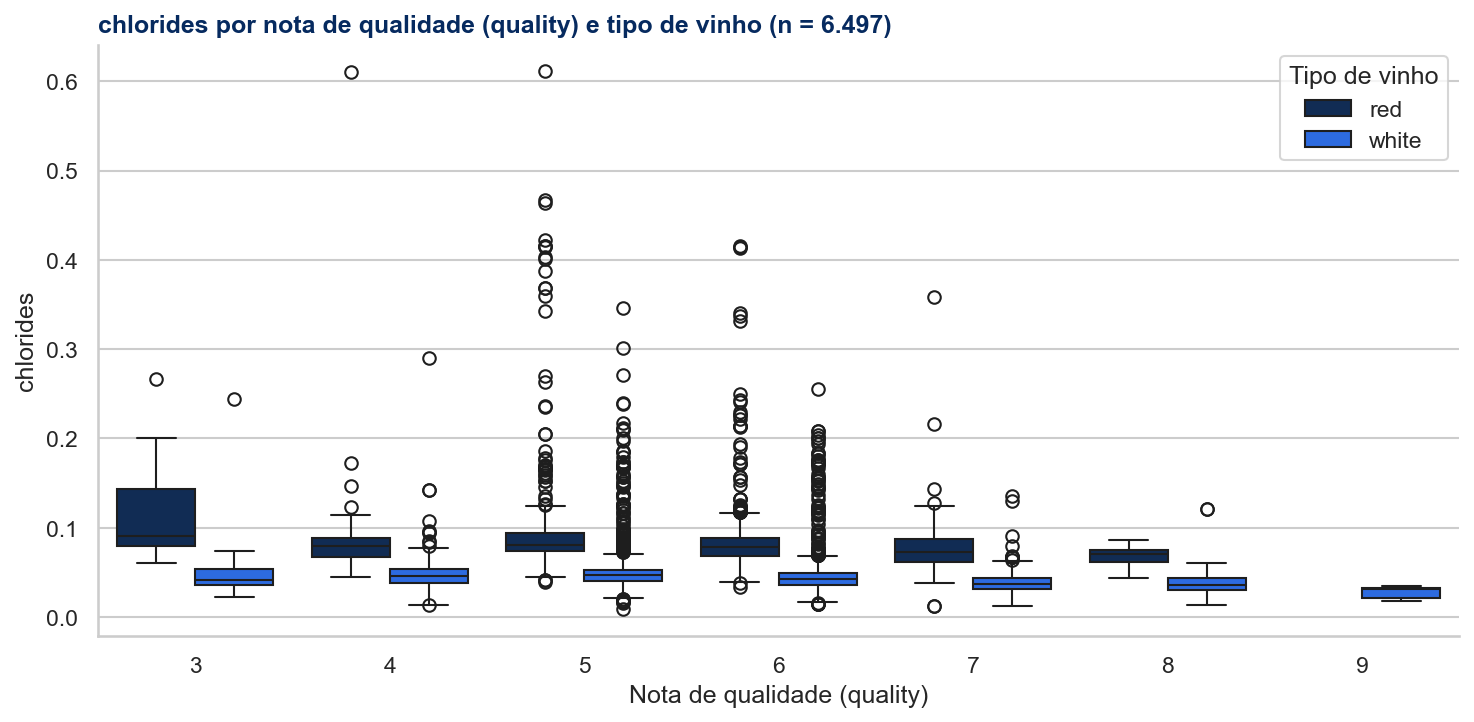 chlorides por nota de qualidade (quality) e tipo de vinho (n = 6.497)
Tipo de vinho
red
white
chlorides
0.6
0.5
0.4
0.3
0.2
0.1
0.0
3 4 5 6 7 8 9
Nota de qualidade (quality)